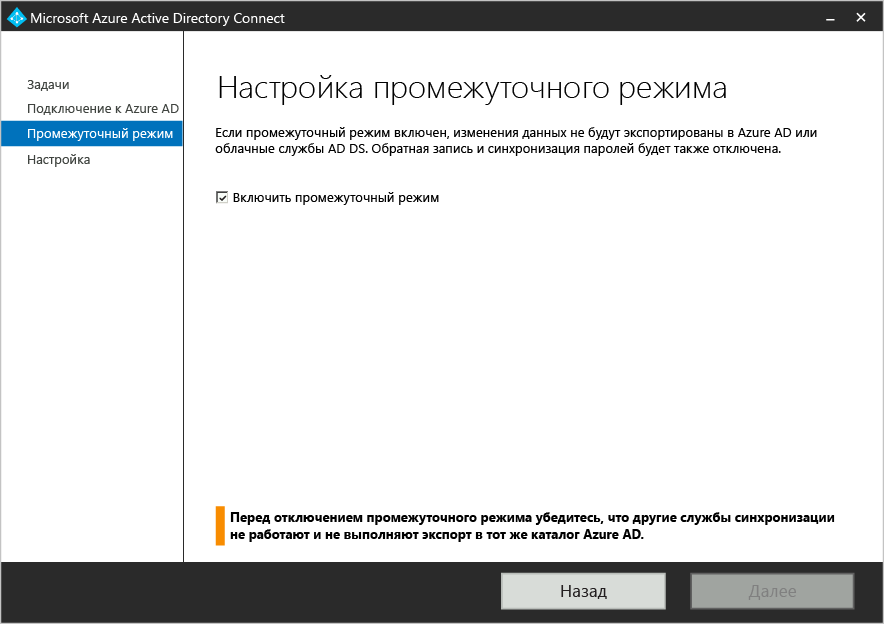 Microsoft Azure Active Directory Connect
Задачи
Подключение к Azure AD
Промежуточный режим
Настройка
Настройка промежуточного режима
Если промежуточный режим включен, изменения данных не будут экспортированы в Azure AD или
облачные службы AD DS. Обратная запись и синхронизация паролей будет также отключена.
Включить промежуточный режим
Перед отключением промежуточного режима убедитесь, что другие службы синхронизации
не работают и не выполняют экспорт в тот же каталог Azure AD.
Назад
Далее